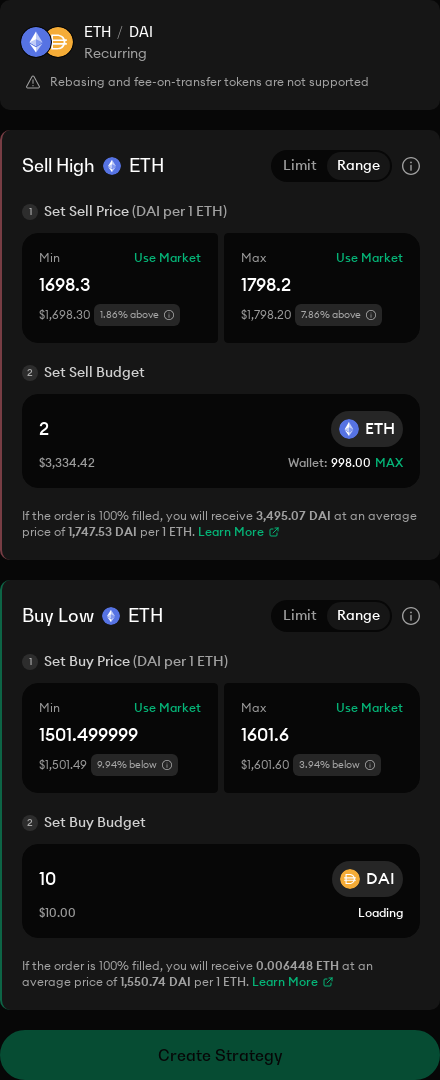 ETH / DAI
Recurring
Rebasing and fee-on-transfer tokens are not supported
Sell High ETH Limit Range
1 Set Sell Price (DAI per 1 ETH)
Min Use Market Max Use Market
1698.3 1798.2
$1,698.30 1.86% above $1,798.20 7.86% above
2 Set Sell Budget
2 ETH
$3,334.42 Wallet: 998.00 MAX
If the order is 100% filled, you will receive 3,495.07 DAI at an average
price of 1,747.53 DAI per 1 ETH. Learn More
Buy Low ETH Limit Range
1 Set Buy Price (DAI per 1 ETH)
Min Use Market Max Use Market
1501.499999 1601.6
$1,501.49 9.94% below $1,601.60 3.94% below
2 Set Buy Budget
10 DAI
$10.00 Loading
If the order is 100% filled, you will receive 0.006448 ETH at an
average price of 1,550.74 DAI per 1 ETH. Learn More
Create Strategy